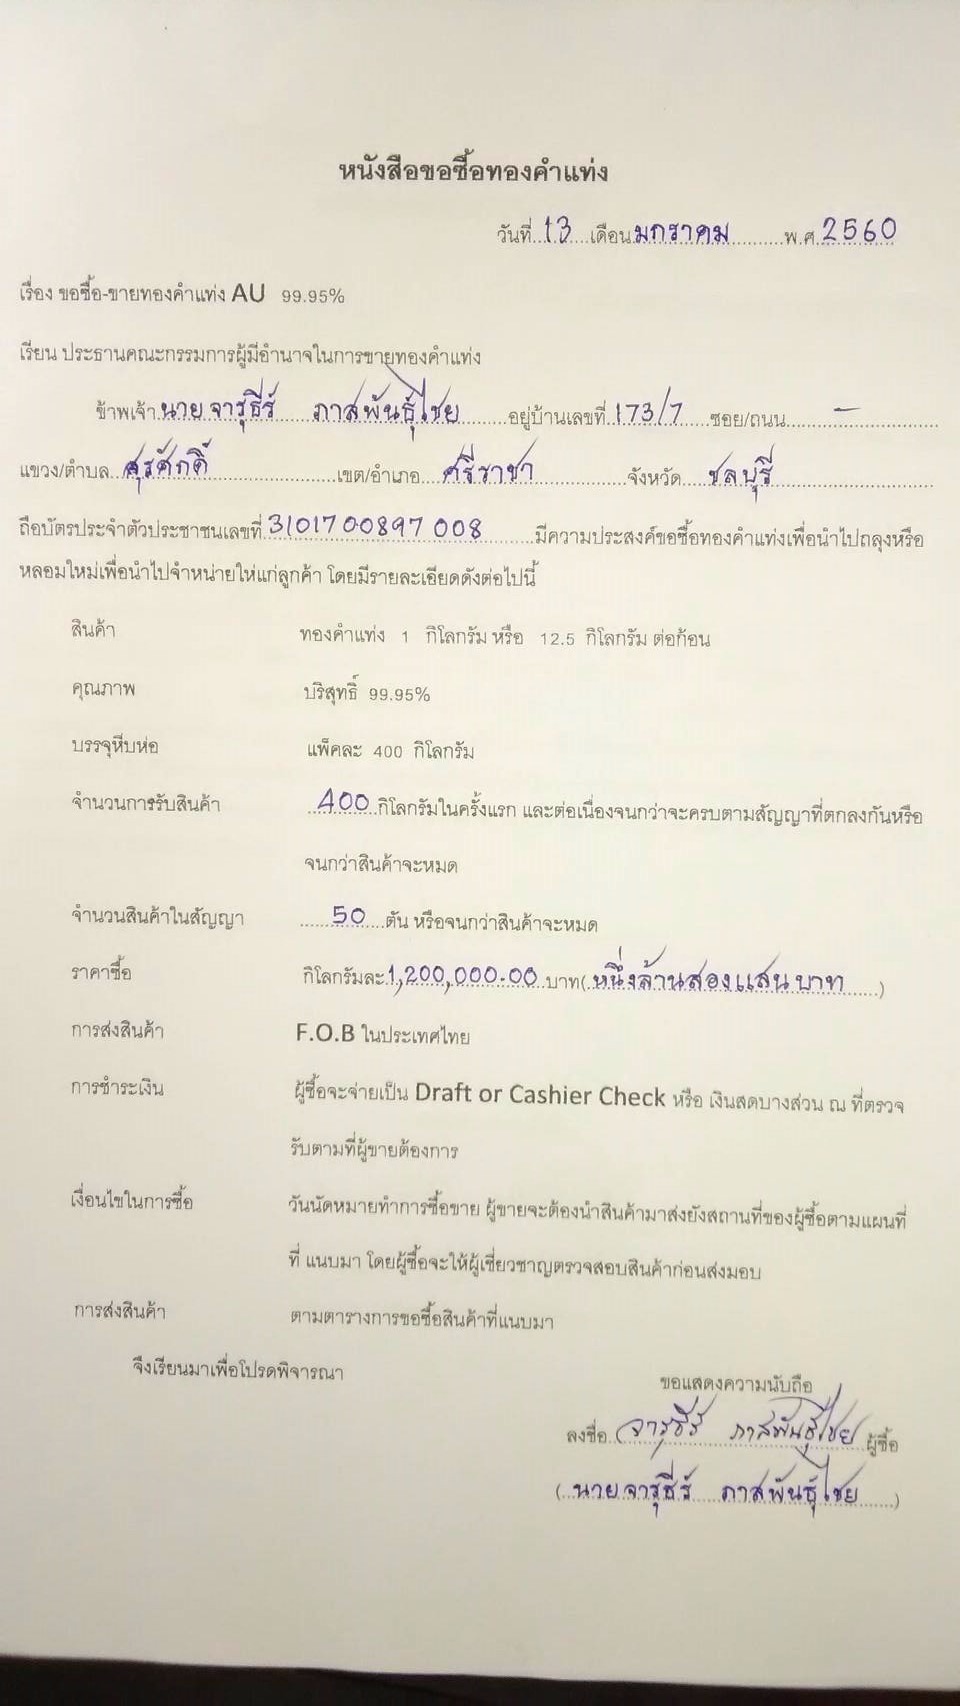 หนังสือขอซื้อทองคำแท่ง
วันที่ 13 เดือน มกราคม พ.ศ. 2560
เรื่อง ขอซื้อ-ขายทองคำแท่ง AU 99.95%
เรียน ประธานคณะกรรมการผู้มีอำนาจในการขายทองคำแท่ง
ข้าพเจ้า นาย จารุธีร์ ภาสพันธุ์ไชย อยู่บ้านเลขที่ 173/7 ซอย/ถนน -
แขวง/ตำบล สุรศักดิ์ เขต/อำเภอ ศรีราชา จังหวัด ชลบุรี
ถือบัตรประจำตัวประชาชนเลขที่ 3101700897008 มีความประสงค์ขอซื้อทองคำแท่งเพื่อนำไปถลุงหรือ
หลอมใหม่เพื่อนำไปจำหน่ายให้แก่ลูกค้า โดยมีรายละเอียดดังต่อไปนี้
สินค้า ทองคำแท่ง 1 กิโลกรัม หรือ 12.5 กิโลกรัม ต่อก้อน
คุณภาพ บริสุทธิ์ 99.95%
บรรจุหีบห่อ แพ็คละ 400 กิโลกรัม
จำนวนการรับสินค้า 400 กิโลกรัมในครั้งแรก และต่อเนื่องจนกว่าจะครบตามสัญญาที่ตกลงกันหรือ
จนกว่าสินค้าจะหมด
จำนวนสินค้าในสัญญา 50 ตัน หรือจนกว่าสินค้าจะหมด
ราคาซื้อ กิโลกรัมละ 1,200,000.00 บาท (หนึ่งล้านสองแสนบาท)
การส่งสินค้า F.O.B ในประเทศไทย
การชำระเงิน ผู้ซื้อจะจ่ายเป็น Draft or Cashier Check หรือ เงินสดบางส่วน ณ ที่ตรวจ
รับตามที่ผู้ขายต้องการ
เงื่อนไขในการซื้อ วันนัดหมายทำการซื้อขาย ผู้ขายจะต้องนำสินค้ามาส่งยังสถานที่ของผู้ซื้อตามแผนที่
ที่ แนบมา โดยผู้ซื้อจะให้ผู้เชี่ยวชาญตรวจสอบสินค้าก่อนส่งมอบ
การส่งสินค้า ตามตารางการขอซื้อสินค้าที่แนบมา
จึงเรียนมาเพื่อโปรดพิจารณา
ขอแสดงความนับถือ
ลงชื่อ จารุธีร์ ภาสพันธุ์ไชย ผู้ซื้อ
(นาย จารุธีร์ ภาสพันธุ์ไชย)